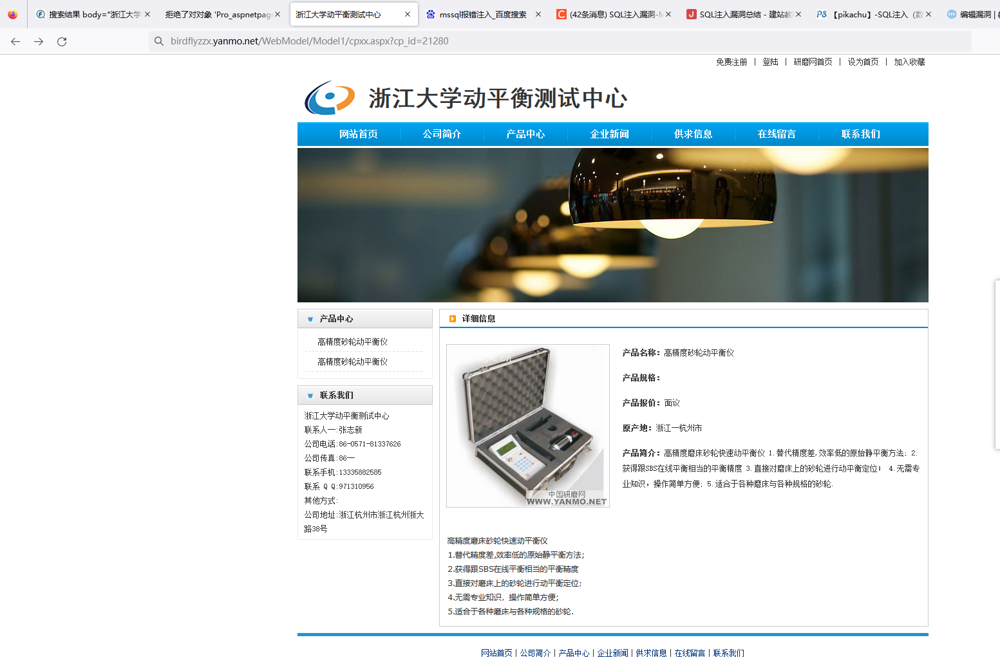 搜索结果 body="浙江大学
拒绝了对对象 'Pro_aspnetpag
浙江大学动平衡测试中心
mssql报错注入_百度搜索
(42条消息) SQL注入漏洞-M
SQL注入漏洞总结 - 建站教
【pikachu】-SQL注入（数
编辑漏洞 |
birdflyzzx.yanmo.net/WebModel/Model1/cpxx.aspx?cp_id=21280
免费注册 | 登陆 | 研磨网首页 | 设为首页 | 加入收藏
浙江大学动平衡测试中心
网站首页 公司简介 产品中心 企业新闻 供求信息 在线留言 联系我们
产品中心
高精度砂轮动平衡仪
高精度砂轮动平衡仪
联系我们
浙江大学动平衡测试中心
联系人一:张志新
公司电话:86-0571-81337626
公司传真:86--
联系手机:13335882585
联系 Q Q:971310956
其他方式:
公司地址:浙江杭州市浙江杭州浙大
路38号
详细信息
中国研磨网
WWW.YANMO.NET
产品名称：高精度砂轮动平衡仪
产品规格：
产品报价：面议
原产地：浙江—杭州市
产品简介：高精度磨床砂轮快速动平衡仪 1.替代精度差,效率低的原始静平衡方法; 2.
获得跟SBS在线平衡相当的平衡精度 3.直接对磨床上的砂轮进行动平衡定位； 4.无需专
业知识，操作简单方便; 5.适合于各种磨床与各种规格的砂轮.
高精度磨床砂轮快速动平衡仪
1.替代精度差,效率低的原始静平衡方法;
2.获得跟SBS在线平衡相当的平衡精度
3.直接对磨床上的砂轮进行动平衡定位;
4.无需专业知识，操作简单方便;
5.适合于各种磨床与各种规格的砂轮.
网站首页 | 公司简介 | 产品中心 | 企业新闻 | 供求信息 | 在线留言 | 联系我们